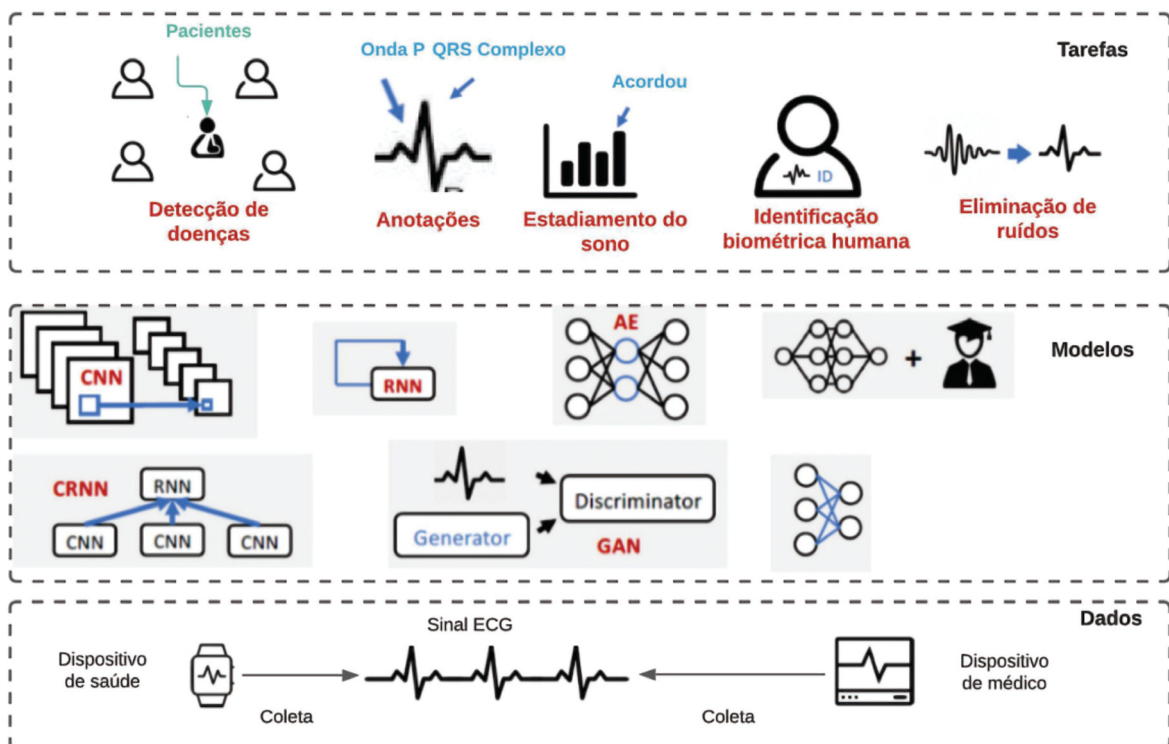 Tarefas
Pacientes
Onda P QRS Complexo
Acordou
ID
Detecção de
doenças
Anotações
Estadiamento do
sono
Identificação
biométrica humana
Eliminação de
ruídos
Modelos
CNN
RNN
AE
+
CRNN
RNN
CNN
CNN
CNN
Generator
Discriminator
GAN
Dados
Sinal ECG
Dispositivo
de saúde
Coleta
Coleta
Dispositivo
de médico